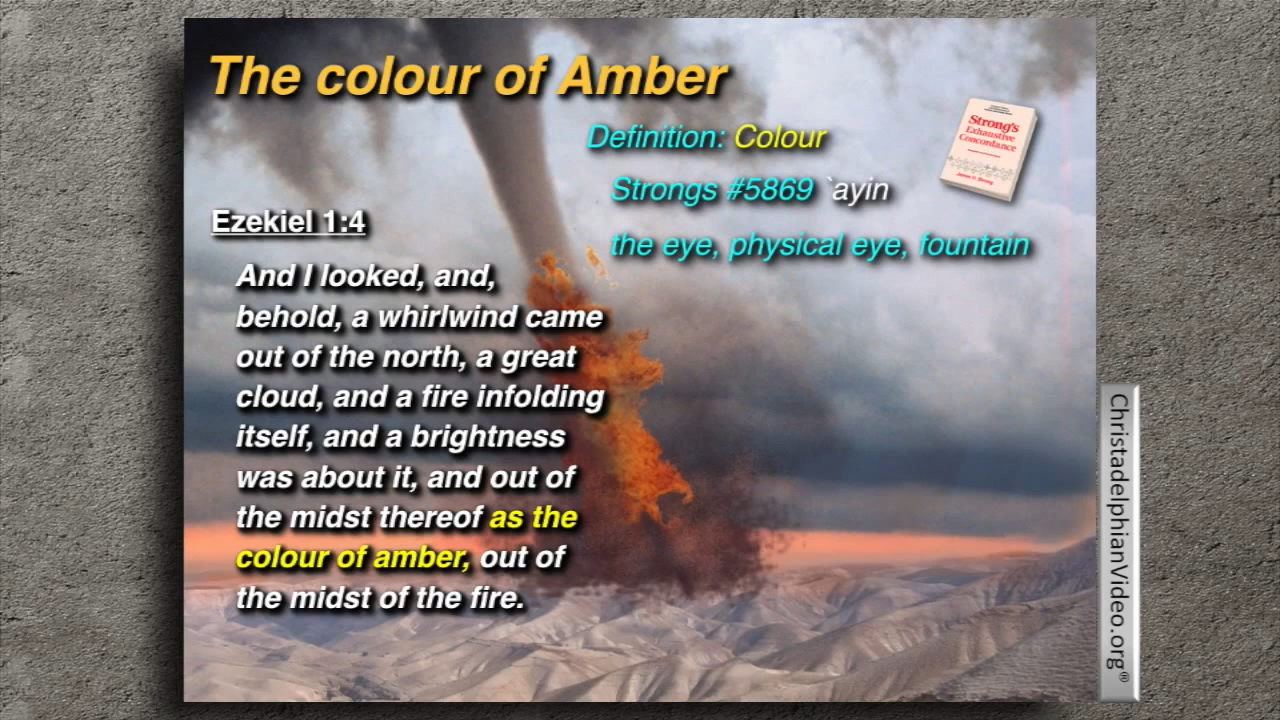 The colour of Amber
Definition: Colour
Strongs #5869 `ayin
the eye, physical eye, fountain
Strong's
Exhaustive
Concordance
Ezekiel 1:4
And I looked, and,
behold, a whirlwind came
out of the north, a great
cloud, and a fire infolding
itself, and a brightness
was about it, and out of
the midst thereof as the
colour of amber, out of
the midst of the fire.
ChristadelphianVideo.org®